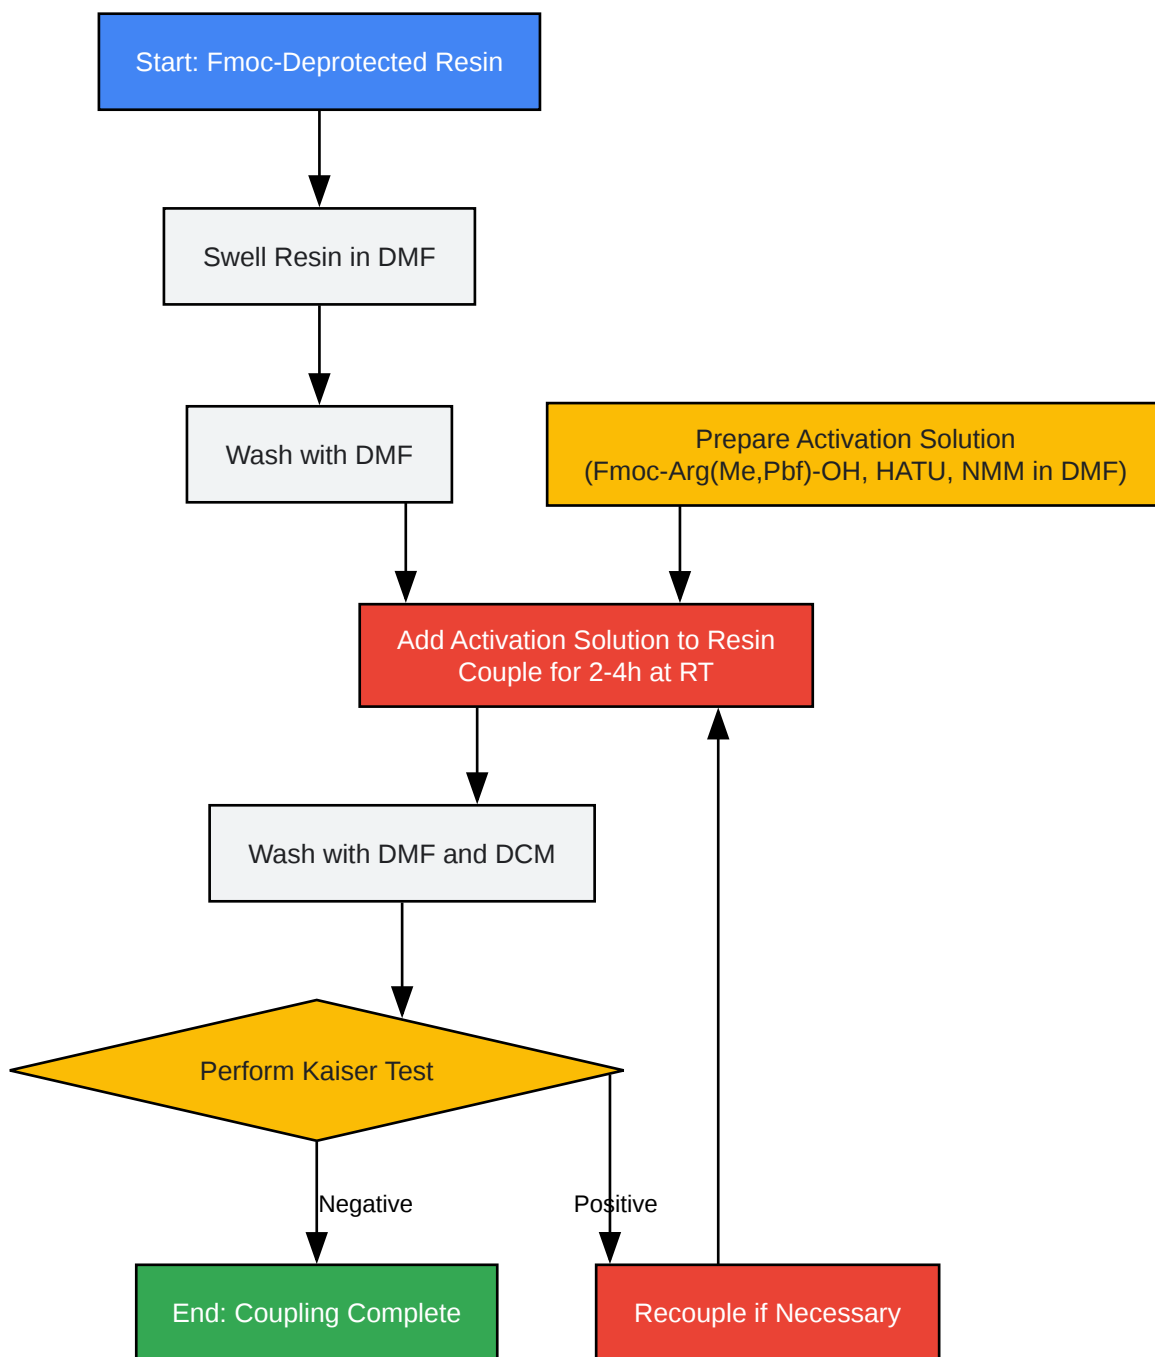 Start: Fmoc-Deprotected Resin
Swell Resin in DMF
Wash with DMF
Prepare Activation Solution
(Fmoc-Arg(Me,Pbf)-OH, HATU, NMM in DMF)
Add Activation Solution to Resin
Couple for 2-4h at RT
Wash with DMF and DCM
Perform Kaiser Test
Negative
Positive
End: Coupling Complete
Recouple if Necessary